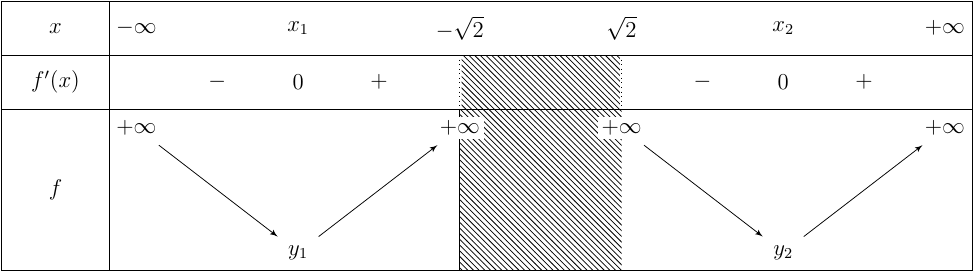 x −∞ x₁ −√2 √2 x₂ +∞
f′(x) − 0 + − 0 +
+∞ +∞ +∞ +∞
f
y₁ y₂